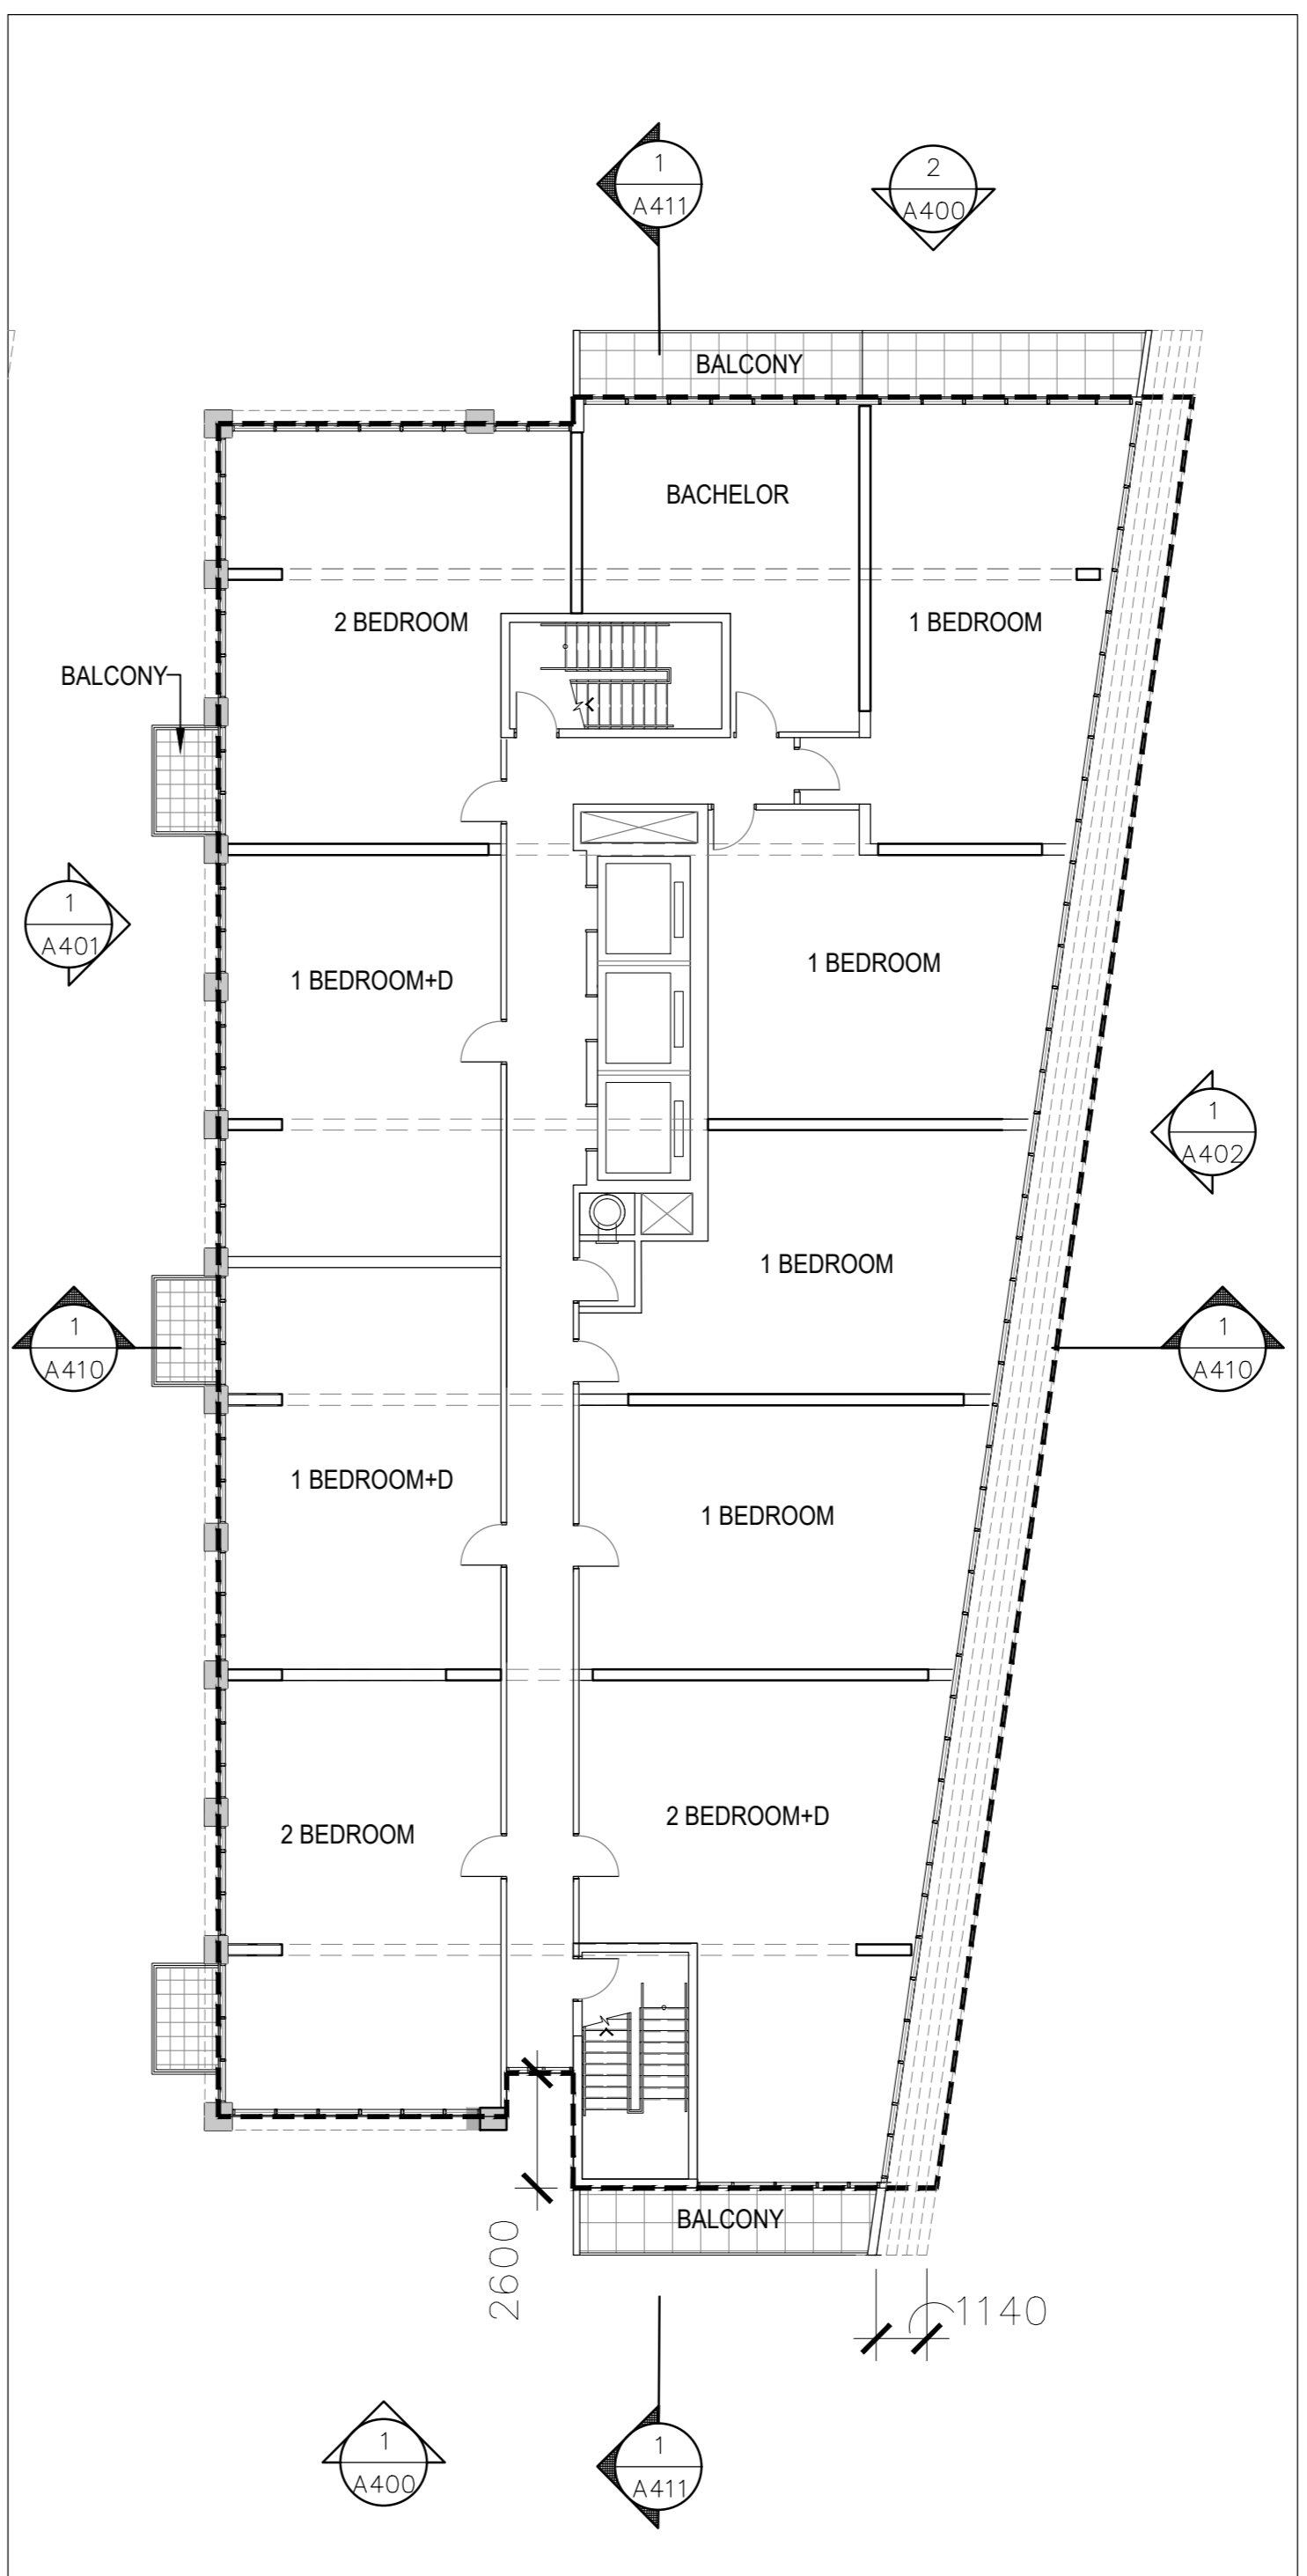 1
A411
2
A400
BALCONY
BACHELOR
2 BEDROOM
1 BEDROOM
BALCONY
1
A401
1 BEDROOM+D
1 BEDROOM
1
A402
1 BEDROOM
1
A410
1
A410
1 BEDROOM+D
1 BEDROOM
2 BEDROOM
2 BEDROOM+D
BALCONY
2600
1140
1
A400
1
A411